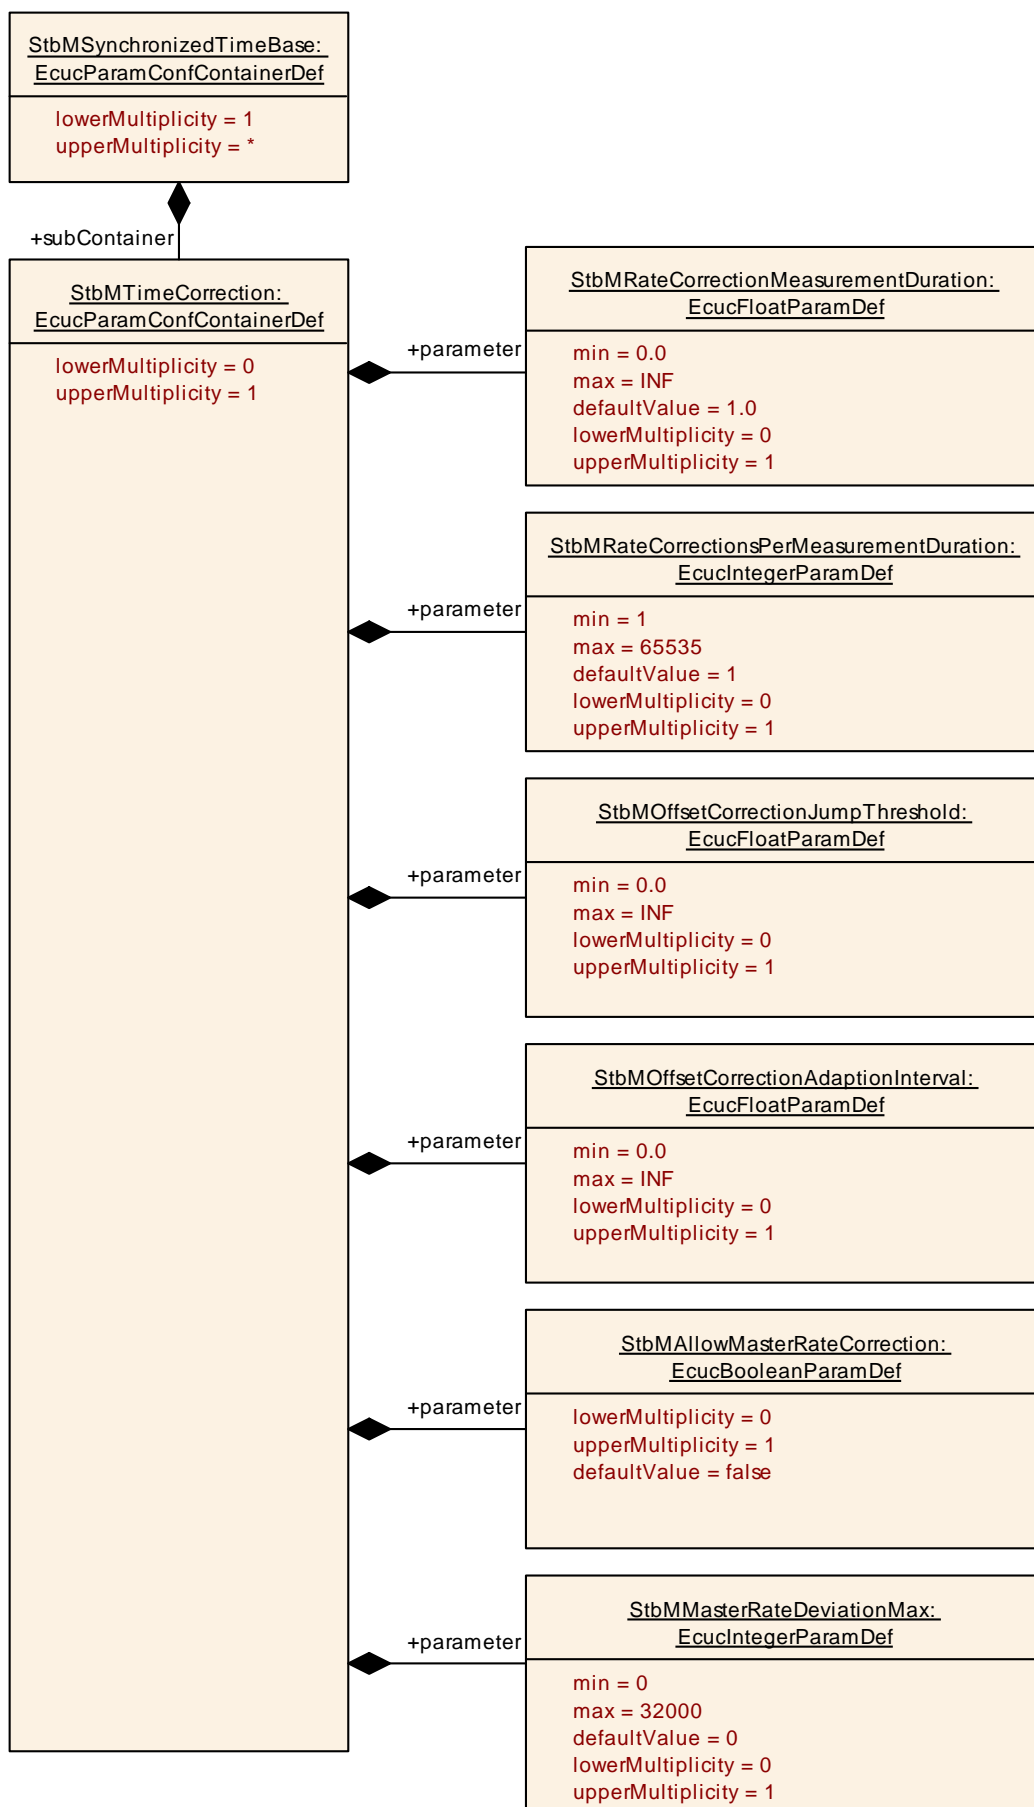 StbMSynchronizedTimeBase:
EcucParamConfContainerDef
lowerMultiplicity = 1
upperMultiplicity = *
+subContainer
StbMTimeCorrection:
EcucParamConfContainerDef
lowerMultiplicity = 0
upperMultiplicity = 1
+parameter
StbMRateCorrectionMeasurementDuration:
EcucFloatParamDef
min = 0.0
max = INF
defaultValue = 1.0
lowerMultiplicity = 0
upperMultiplicity = 1
+parameter
StbMRateCorrectionsPerMeasurementDuration:
EcucIntegerParamDef
min = 1
max = 65535
defaultValue = 1
lowerMultiplicity = 0
upperMultiplicity = 1
+parameter
StbMOffsetCorrectionJumpThreshold:
EcucFloatParamDef
min = 0.0
max = INF
lowerMultiplicity = 0
upperMultiplicity = 1
+parameter
StbMOffsetCorrectionAdaptionInterval:
EcucFloatParamDef
min = 0.0
max = INF
lowerMultiplicity = 0
upperMultiplicity = 1
+parameter
StbMAllowMasterRateCorrection:
EcucBooleanParamDef
lowerMultiplicity = 0
upperMultiplicity = 1
defaultValue = false
+parameter
StbMMasterRateDeviationMax:
EcucIntegerParamDef
min = 0
max = 32000
defaultValue = 0
lowerMultiplicity = 0
upperMultiplicity = 1